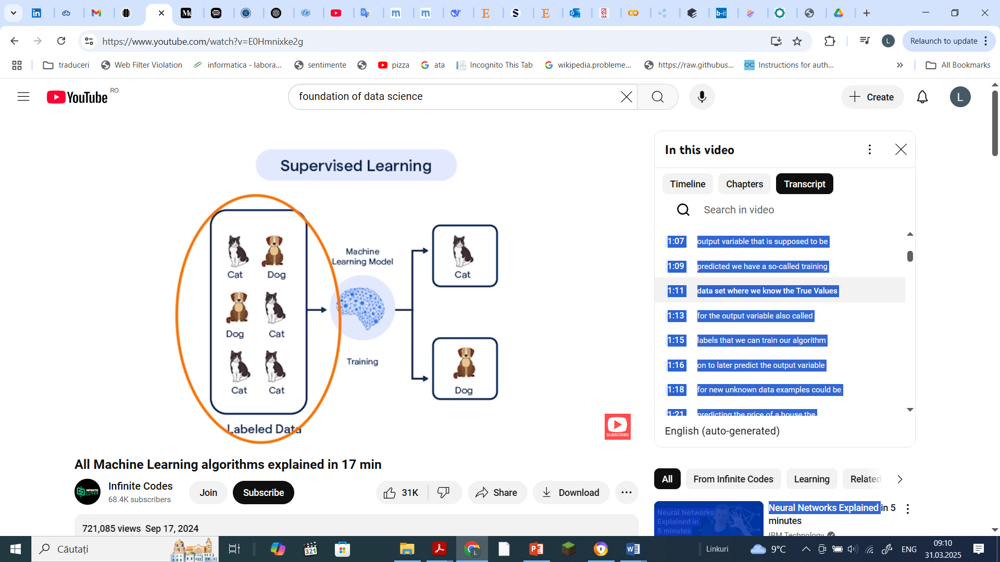 https://www.youtube.com/watch?v=E0Hmnixke2g
Relaunch to update
traduceri
Web Filter Violation
informatica - labora...
sentimente
pizza
ata
Incognito This Tab
wikipedia.probleme...
https://raw.githubus...
Instructions for auth...
All Bookmarks
YouTube RO
foundation of data science
Create
L
Supervised Learning
Cat Dog
Dog Cat
Cat Cat
Labeled Data
Machine
Learning Model
Training
Cat
Dog
SUBSCRIBE
In this video
Timeline
Chapters
Transcript
Search in video
1:07 output variable that is supposed to be
1:09 predicted we have a so-called training
1:11 data set where we know the True Values
1:13 for the output variable also called
1:15 labels that we can train our algorithm
1:16 on to later predict the output variable
1:18 for new unknown data examples could be
1:21 predicting the price of a house the
English (auto-generated)
All Machine Learning algorithms explained in 17 min
Infinite Codes
68.4K subscribers
Join
Subscribe
31K
Share
Download
721,085 views Sep 17, 2024
All
From Infinite Codes
Learning
Related
Neural Networks
Explained in
5 minutes
Neural Networks Explained in 5
minutes
IBM Technology
Căutați
Linkuri
9°C
ENG
09:10
31.03.2025